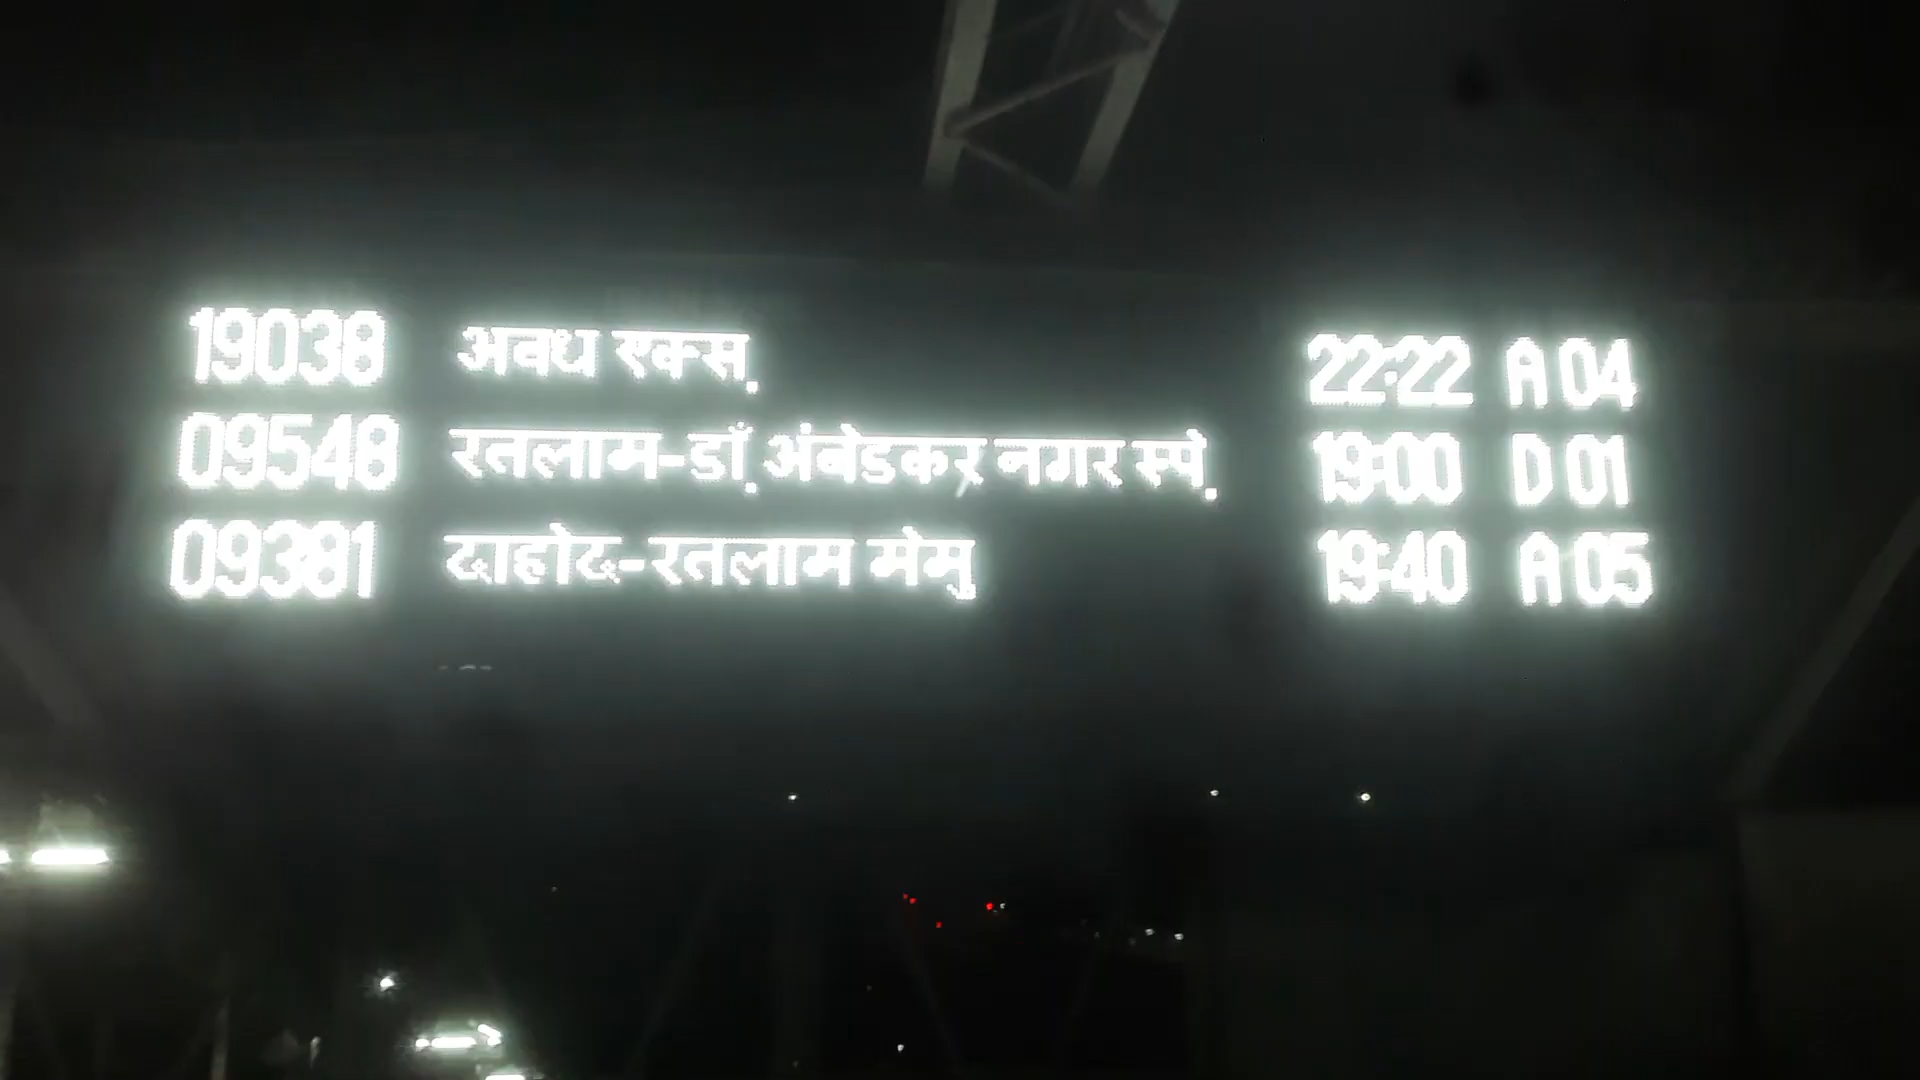 19038 अवध एक्स. 22:22 A 04
09548 रतलाम-डॉ.अंबेडकर नगर स्पे. 19:00 D 01
09381 दाहोद-रतलाम मेमु 19:40 A 05